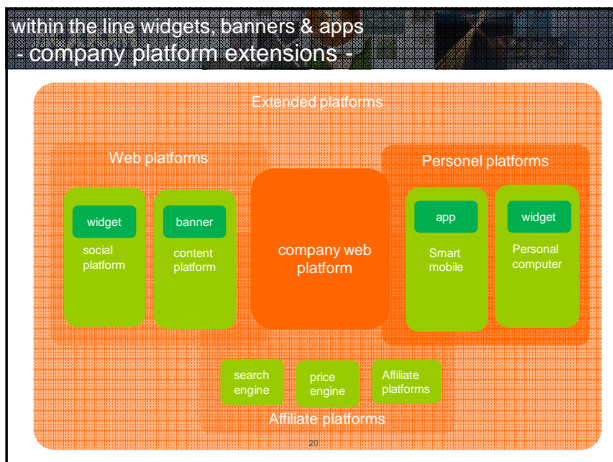 within the line widgets, banners & apps
- company platform extensions -
Extended platforms
Web platforms
Personel platforms
widget
social
platform
banner
content
platform
company web
platform
app
Smart
mobile
widget
Personal
computer
search
engine
price
engine
Affiliate
platforms
Affiliate platforms
20